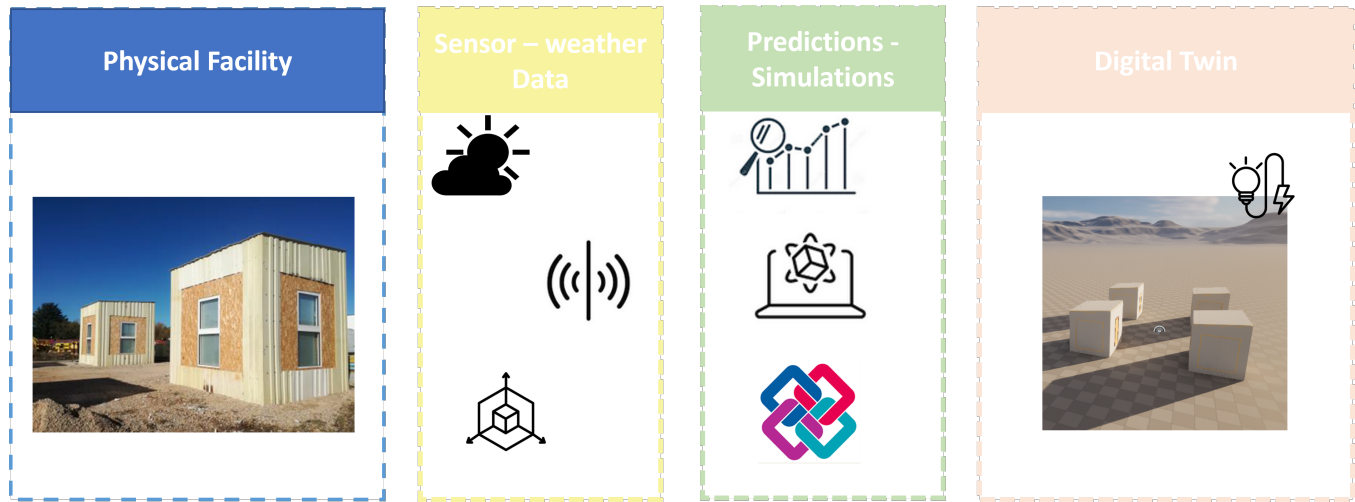 Physical Facility
Sensor – weather
Data
Predictions -
Simulations
Digital Twin